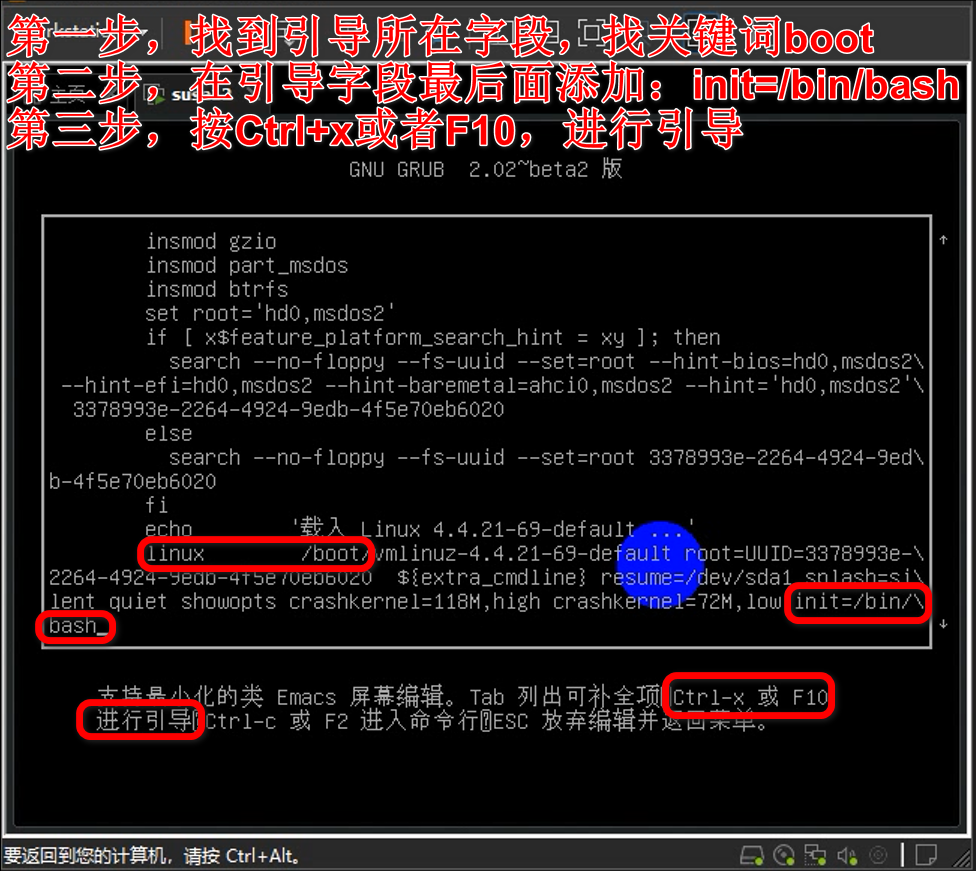 第一步，找到引导所在字段，找关键词boot
第二步，在引导字段最后面添加：init=/bin/bash
第三步，按Ctrl+x或者F10，进行引导
GNU GRUB 2.02~beta2 版
insmod gzio
insmod part_msdos
insmod btrfs
set root='hd0,msdos2'
if [ x$feature_platform_search_hint = xy ]; then
search --no-floppy --fs-uuid --set=root --hint-bios=hd0,msdos2\
--hint-efi=hd0,msdos2 --hint-baremetal=ahci0,msdos2 --hint='hd0,msdos2'\
3378993e-2264-4924-9edb-4f5e70eb6020
else
search --no-floppy --fs-uuid --set=root 3378993e-2264-4924-9ed\
b-4f5e70eb6020
fi
echo '载入 Linux 4.4.21-69-default ...'
linux /boot/vmlinuz-4.4.21-69-default root=UUID=3378993e-\
2264-4924-9edb-4f5e70eb6020 ${extra_cmdline} resume=/dev/sda1 splash=si\
lent quiet showopts crashkernel=118M,high crashkernel=72M,low init=/bin/\
bash_
支持最小化的类 Emacs 屏幕编辑。Tab 列出可补全项 Ctrl-x 或 F10
进行引导 Ctrl-c 或 F2 进入命令行 ESC 放弃编辑并返回菜单。
要返回到您的计算机，请按 Ctrl+Alt。